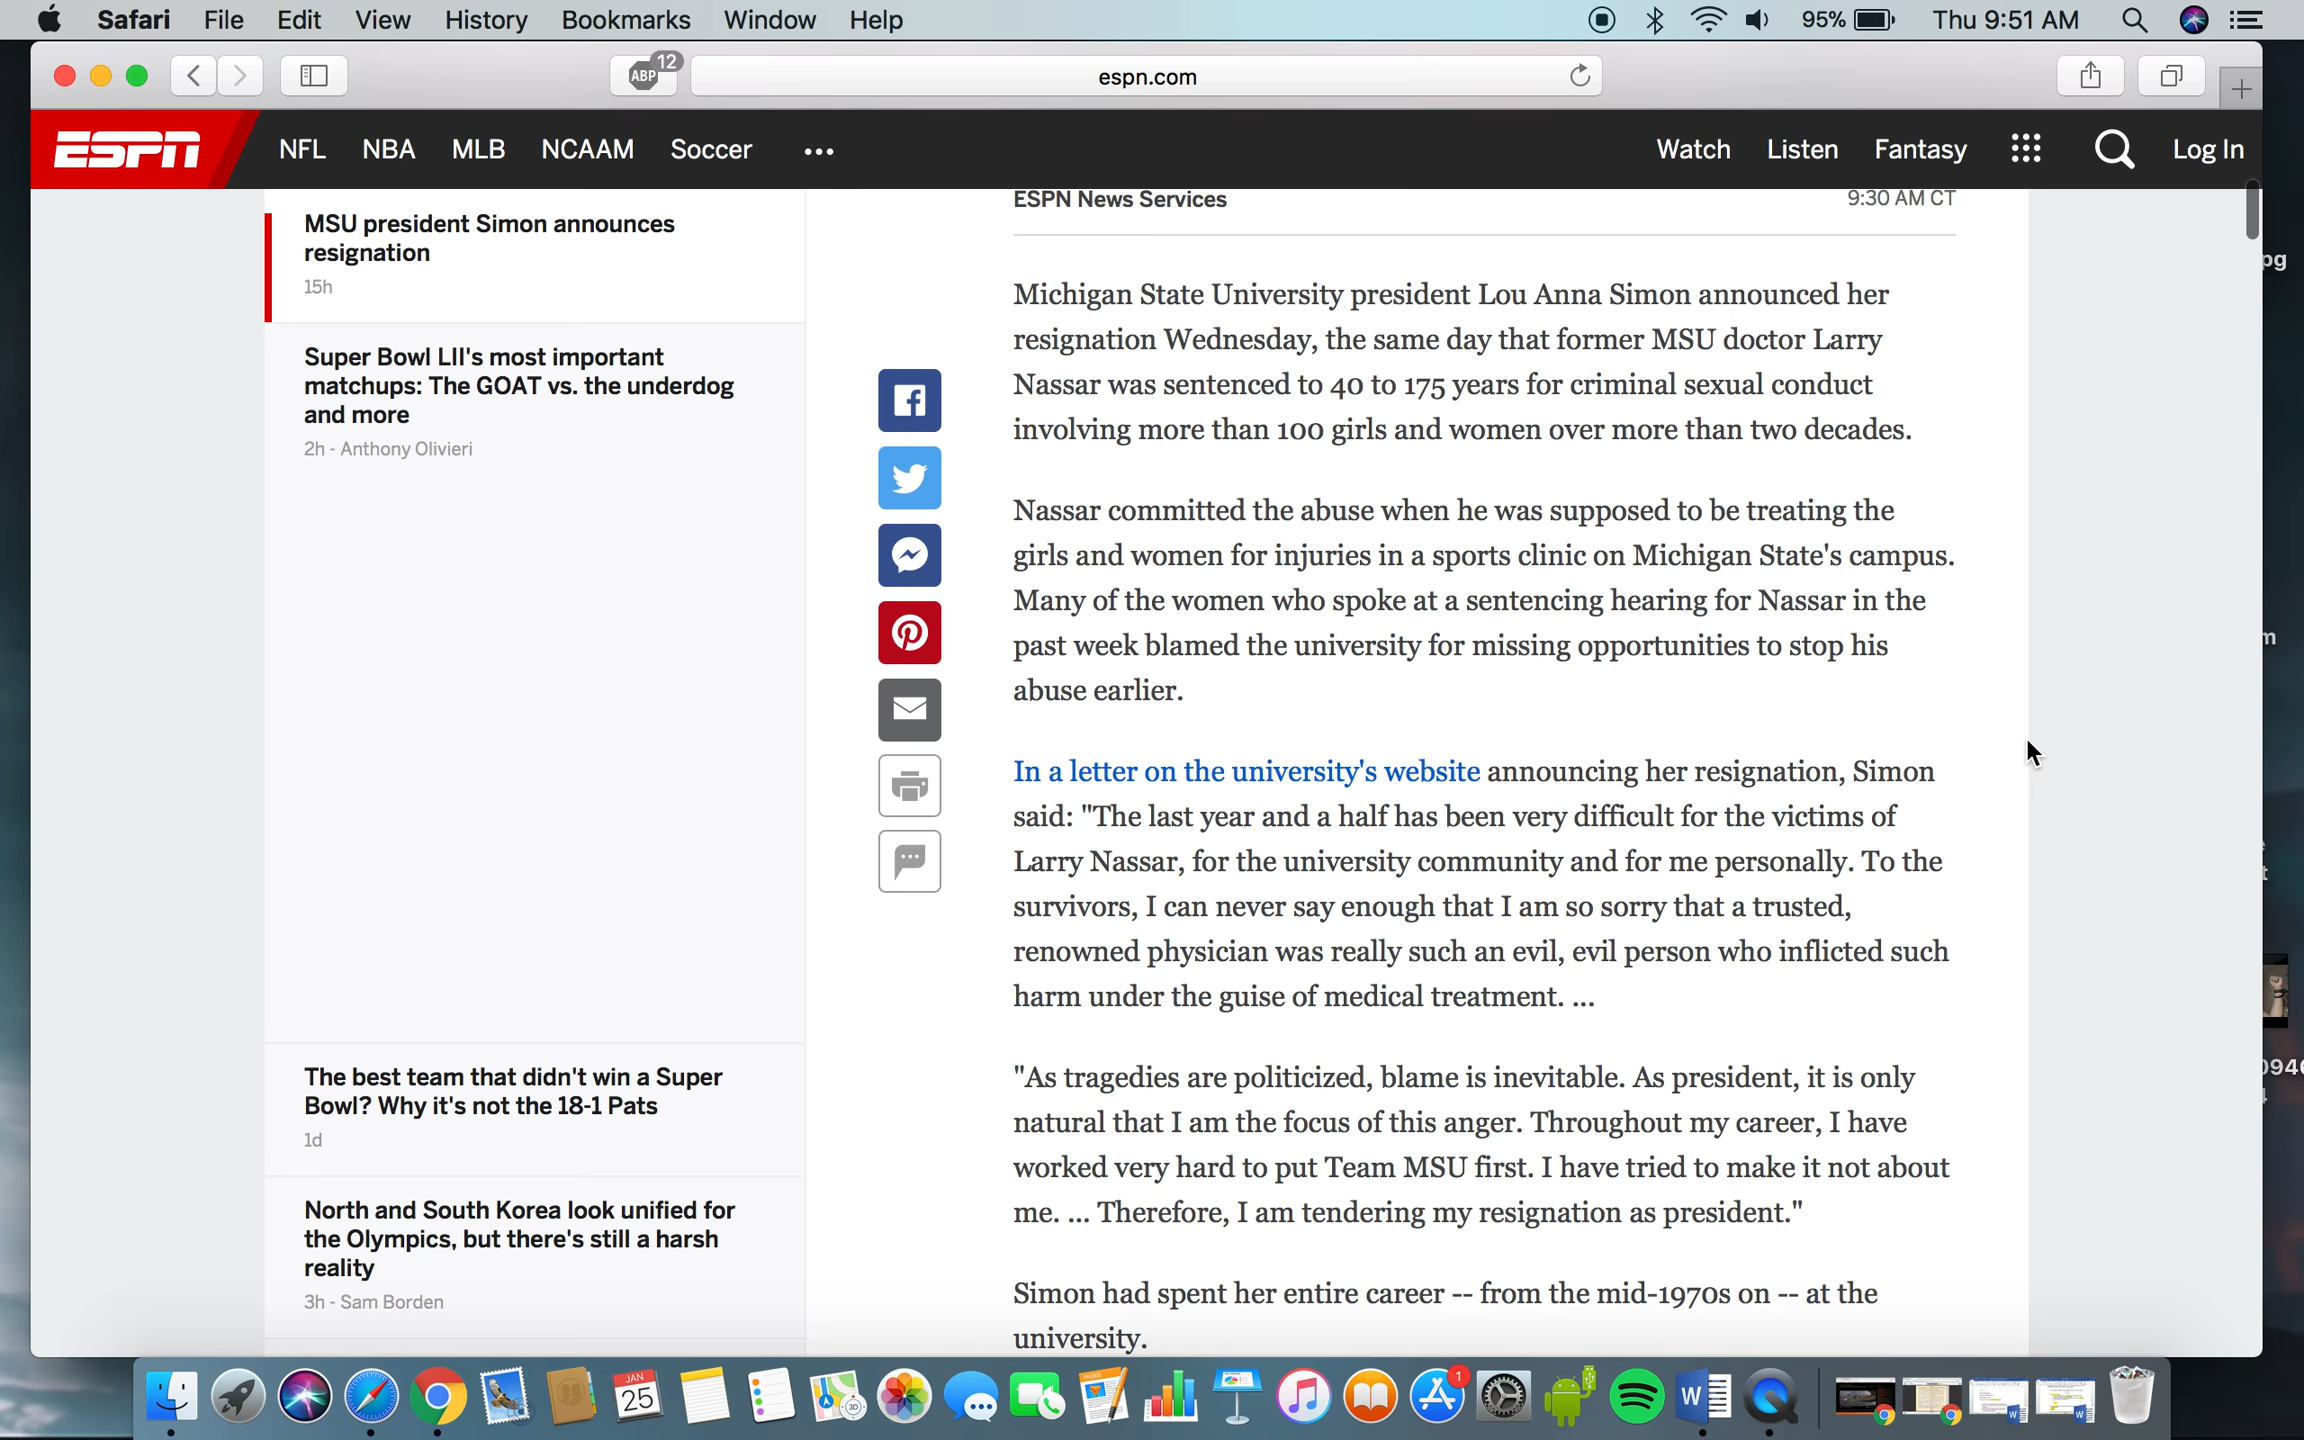 Safari File Edit View History Bookmarks Window Help 95% Thu 9:51 AM
ABP 12 espn.com
ESPN NFL NBA MLB NCAAM Soccer ••• Watch Listen Fantasy Log In
MSU president Simon announces
resignation
15h
Super Bowl LII's most important
matchups: The GOAT vs. the underdog
and more
2h - Anthony Olivieri
The best team that didn't win a Super
Bowl? Why it's not the 18-1 Pats
1d
North and South Korea look unified for
the Olympics, but there's still a harsh
reality
3h - Sam Borden
ESPN News Services 9:30 AM CT
Michigan State University president Lou Anna Simon announced her
resignation Wednesday, the same day that former MSU doctor Larry
Nassar was sentenced to 40 to 175 years for criminal sexual conduct
involving more than 100 girls and women over more than two decades.
Nassar committed the abuse when he was supposed to be treating the
girls and women for injuries in a sports clinic on Michigan State's campus.
Many of the women who spoke at a sentencing hearing for Nassar in the
past week blamed the university for missing opportunities to stop his
abuse earlier.
In a letter on the university's website announcing her resignation, Simon
said: "The last year and a half has been very difficult for the victims of
Larry Nassar, for the university community and for me personally. To the
survivors, I can never say enough that I am so sorry that a trusted,
renowned physician was really such an evil, evil person who inflicted such
harm under the guise of medical treatment. ...
"As tragedies are politicized, blame is inevitable. As president, it is only
natural that I am the focus of this anger. Throughout my career, I have
worked very hard to put Team MSU first. I have tried to make it not about
me. ... Therefore, I am tendering my resignation as president."
Simon had spent her entire career -- from the mid-1970s on -- at the
university.
pg
m
094
JAN
25
3D
PAGES
1
W